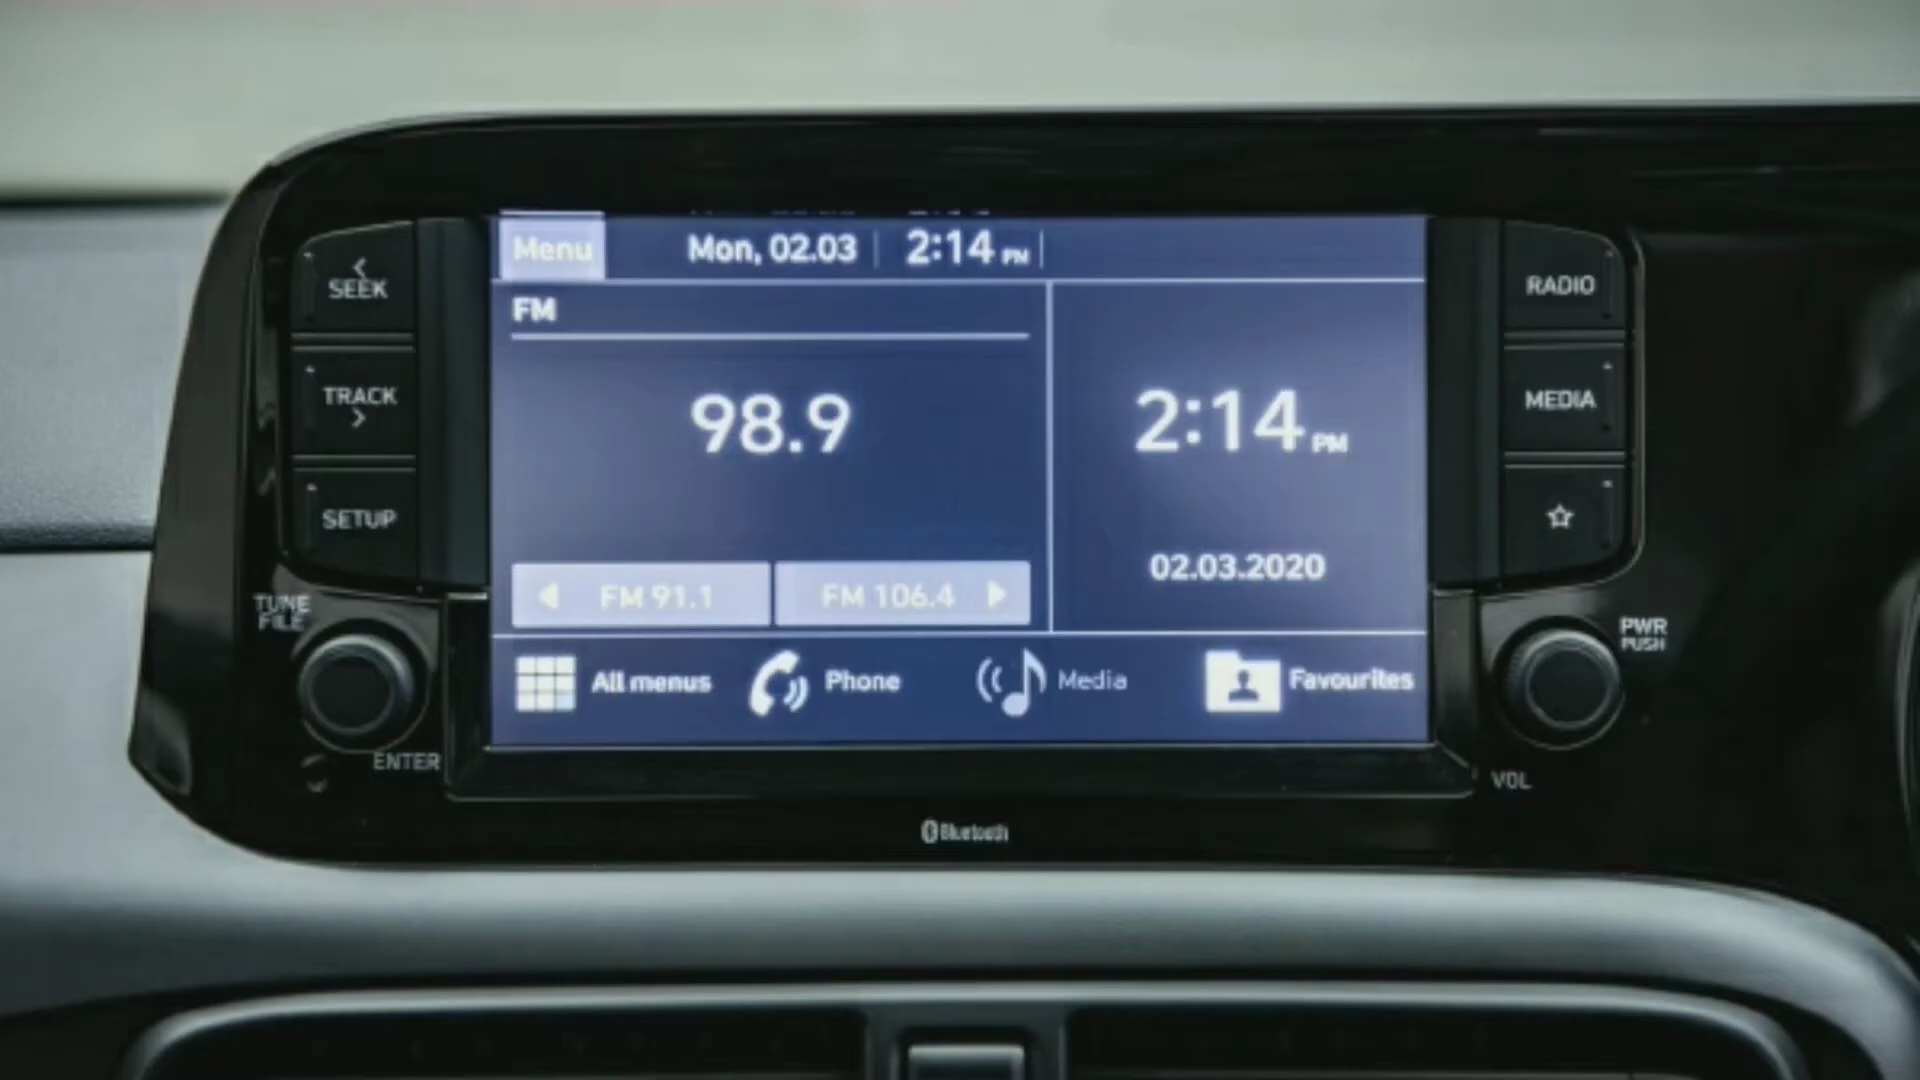 Menu Mon, 02.03 2:14 PM
SEEK
TRACK
SETUP
TUNE
FILE
ENTER
FM
98.9
FM 91.1
FM 106.4
2:14 PM
02.03.2020
All menus
Phone
Media
Favourites
RADIO
MEDIA
PWR
PUSH
VOL
Bluetooth